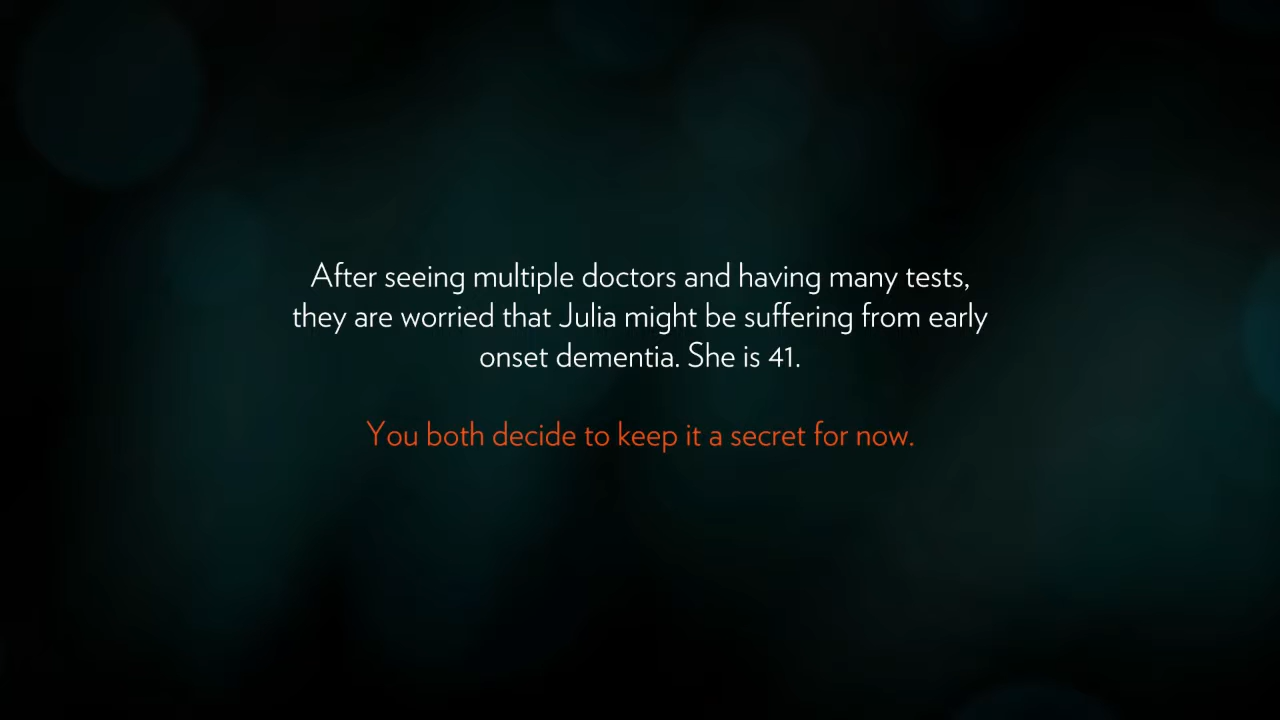 After seeing multiple doctors and having many tests,
they are worried that Julia might be suffering from early
onset dementia. She is 41.
You both decide to keep it a secret for now.